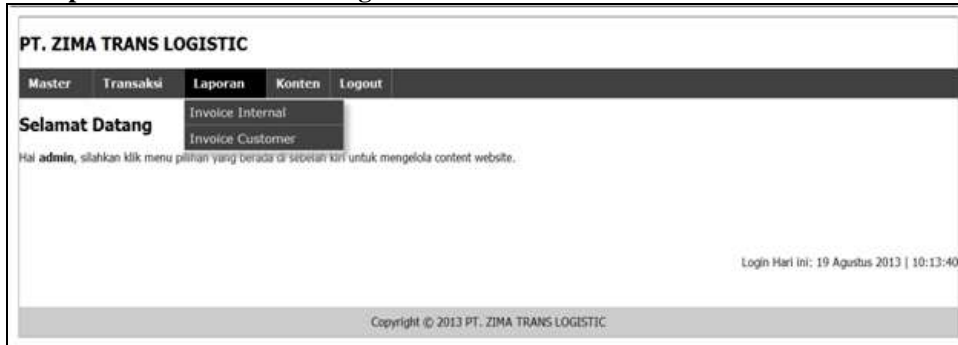 PT. ZIMA TRANS LOGISTIC
Master Transaksi Laporan Konten Logout
Invoice Internal
Selamat Datang
Invoice Customer
Hai admin, silahkan klik menu pilihan yang berada di sebelah kiri untuk mengelola content website.
Login Hari ini: 19 Agustus 2013 | 10:13:40
Copyright © 2013 PT. ZIMA TRANS LOGISTIC